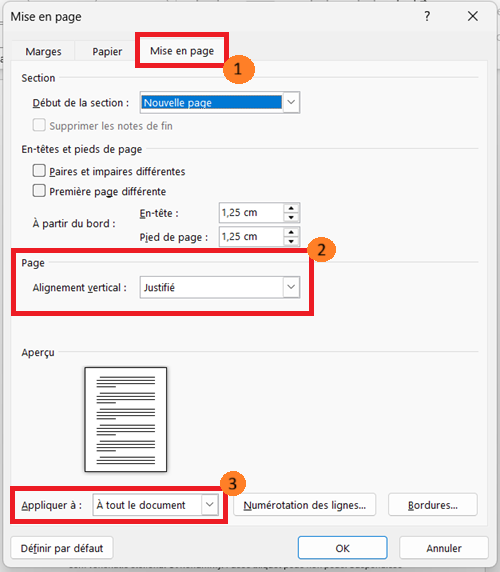 Mise en page
? ×
Marges Papier Mise en page
1
Section
Début de la section : Nouvelle page
Supprimer les notes de fin
En-têtes et pieds de page
Paires et impaires différentes
Première page différente
À partir du bord : En-tête : 1,25 cm
Pied de page : 1,25 cm
2
Page
Alignement vertical : Justifié
Aperçu
3
Appliquer à : À tout le document Numérotation des lignes... Bordures...
Définir par défaut OK Annuler